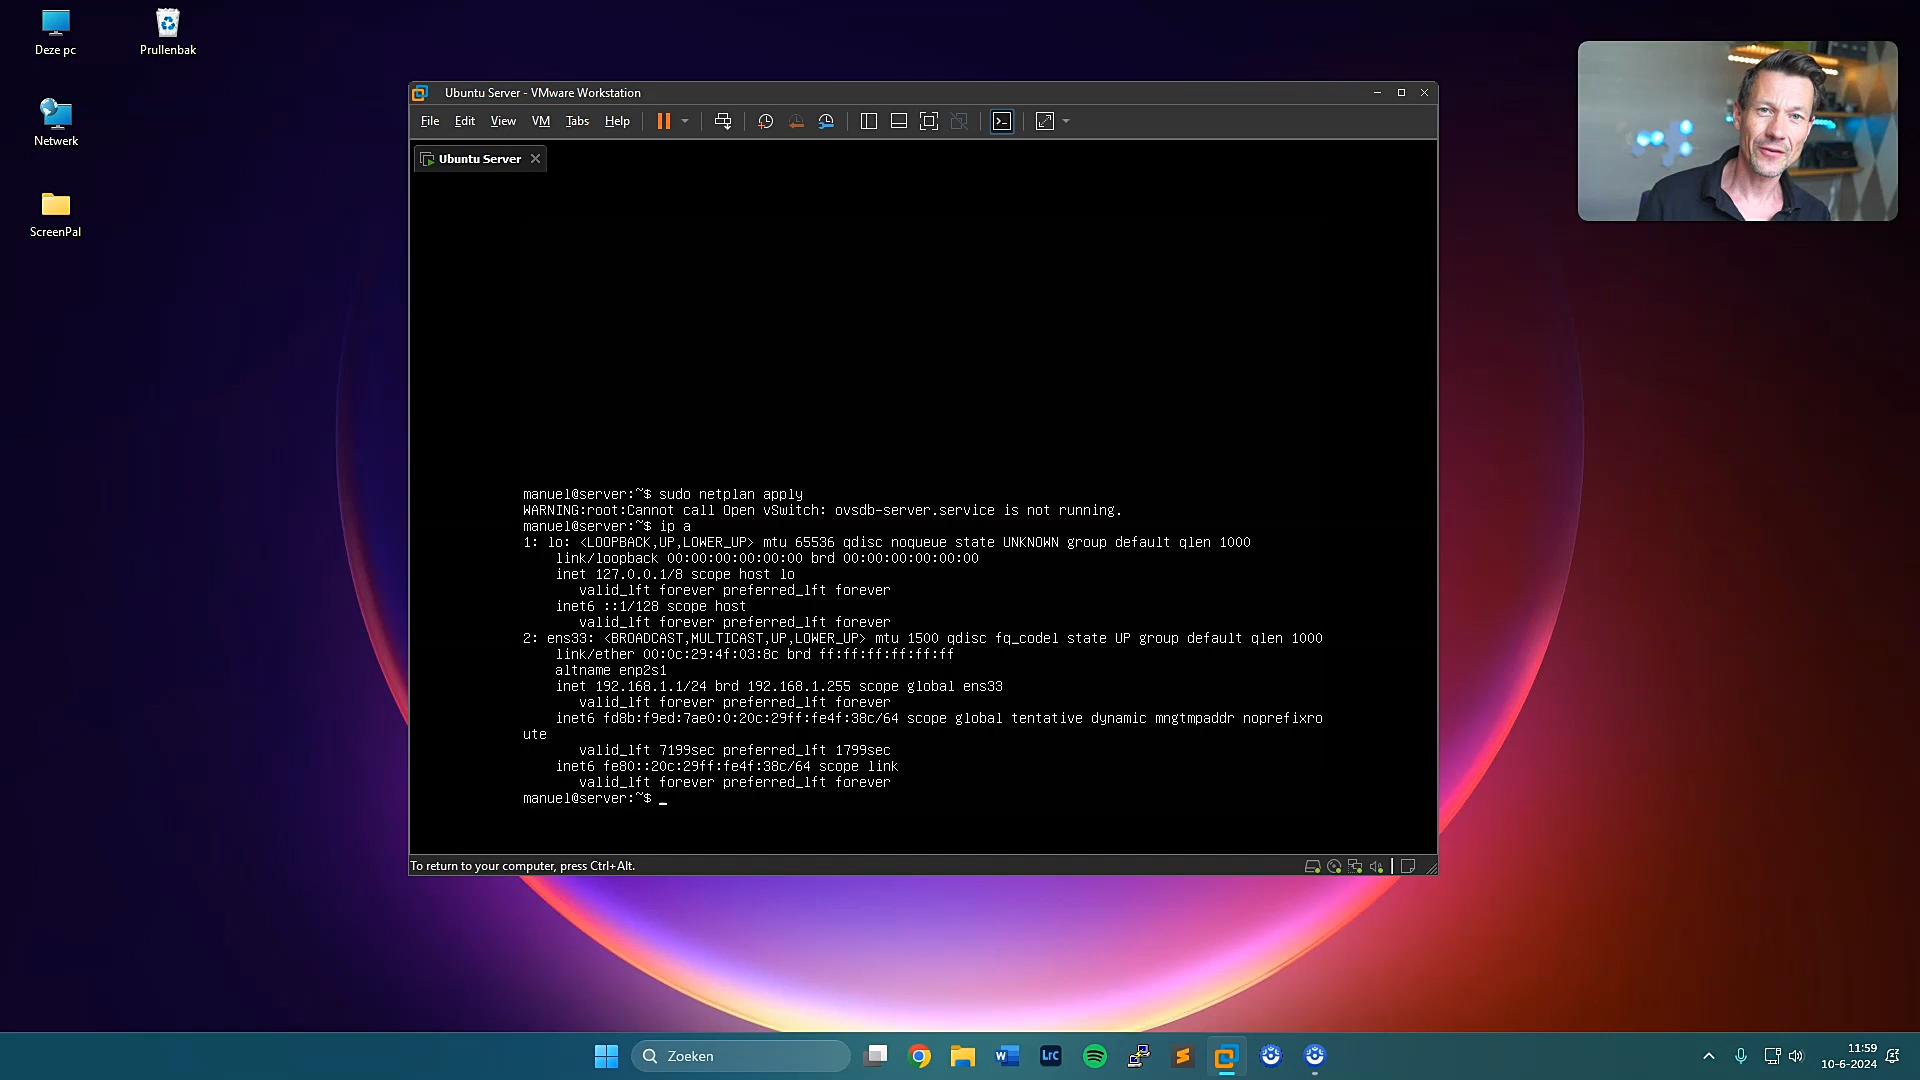 Deze pc
Prullenbak
Netwerk
ScreenPal
Ubuntu Server - VMware Workstation
File Edit View VM Tabs Help
Ubuntu Server
manuel@server:~$ sudo netplan apply
WARNING:root:Cannot call Open vSwitch: ovsdb-server.service is not running.
manuel@server:~$ ip a
1: lo: <LOOPBACK,UP,LOWER_UP> mtu 65536 qdisc noqueue state UNKNOWN group default qlen 1000
link/loopback 00:00:00:00:00:00 brd 00:00:00:00:00:00
inet 127.0.0.1/8 scope host lo
valid_lft forever preferred_lft forever
inet6 ::1/128 scope host
valid_lft forever preferred_lft forever
2: ens33: <BROADCAST,MULTICAST,UP,LOWER_UP> mtu 1500 qdisc fq_codel state UP group default qlen 1000
link/ether 00:0c:29:4f:03:8c brd ff:ff:ff:ff:ff:ff
altname enp2s1
inet 192.168.1.1/24 brd 192.168.1.255 scope global ens33
valid_lft forever preferred_lft forever
inet6 fd8b:f9ed:7ae0:0:20c:29ff:fe4f:38c/64 scope global tentative dynamic mngtmpaddr noprefixro
ute
valid_lft 7199sec preferred_lft 1799sec
inet6 fe80::20c:29ff:fe4f:38c/64 scope link
valid_lft forever preferred_lft forever
manuel@server:~$ _
To return to your computer, press Ctrl+Alt.
Zoeken
W
Lrc
11:59
10-6-2024